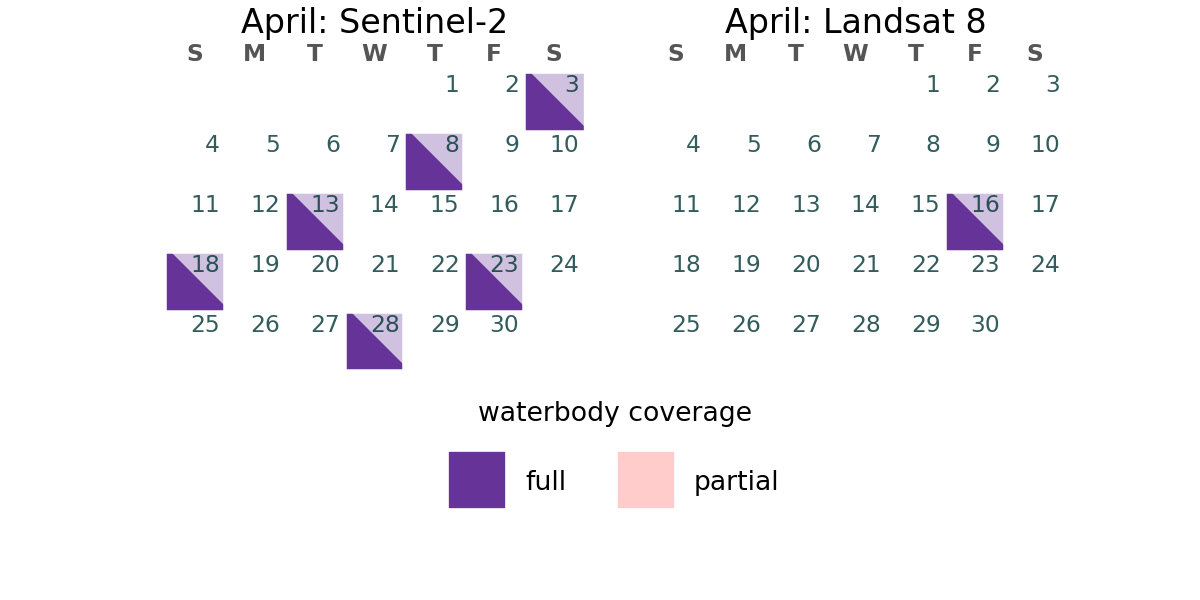 April: Sentinel-2
S M T W T F S
1 2 3
4 5 6 7 8 9 10
11 12 13 14 15 16 17
18 19 20 21 22 23 24
25 26 27 28 29 30
April: Landsat 8
S M T W T F S
1 2 3
4 5 6 7 8 9 10
11 12 13 14 15 16 17
18 19 20 21 22 23 24
25 26 27 28 29 30
waterbody coverage
full partial